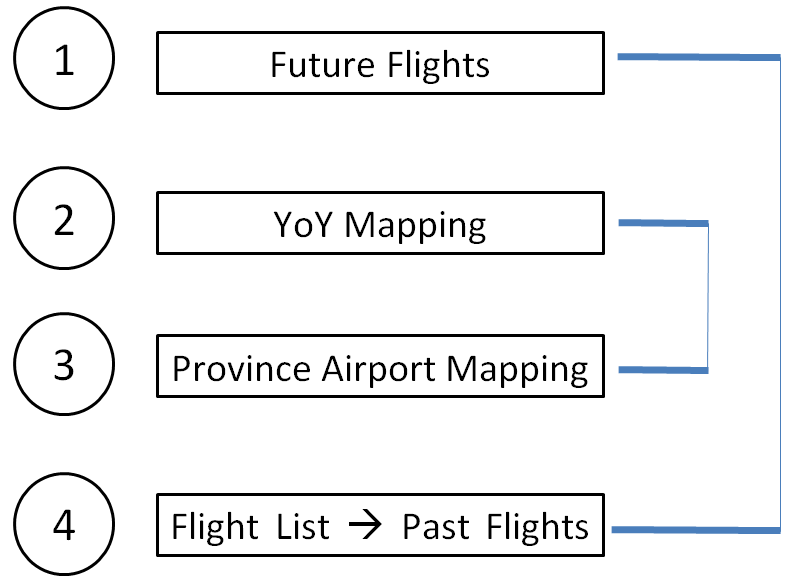 1
Future Flights
2
YoY Mapping
3
Province Airport Mapping
4
Flight List → Past Flights